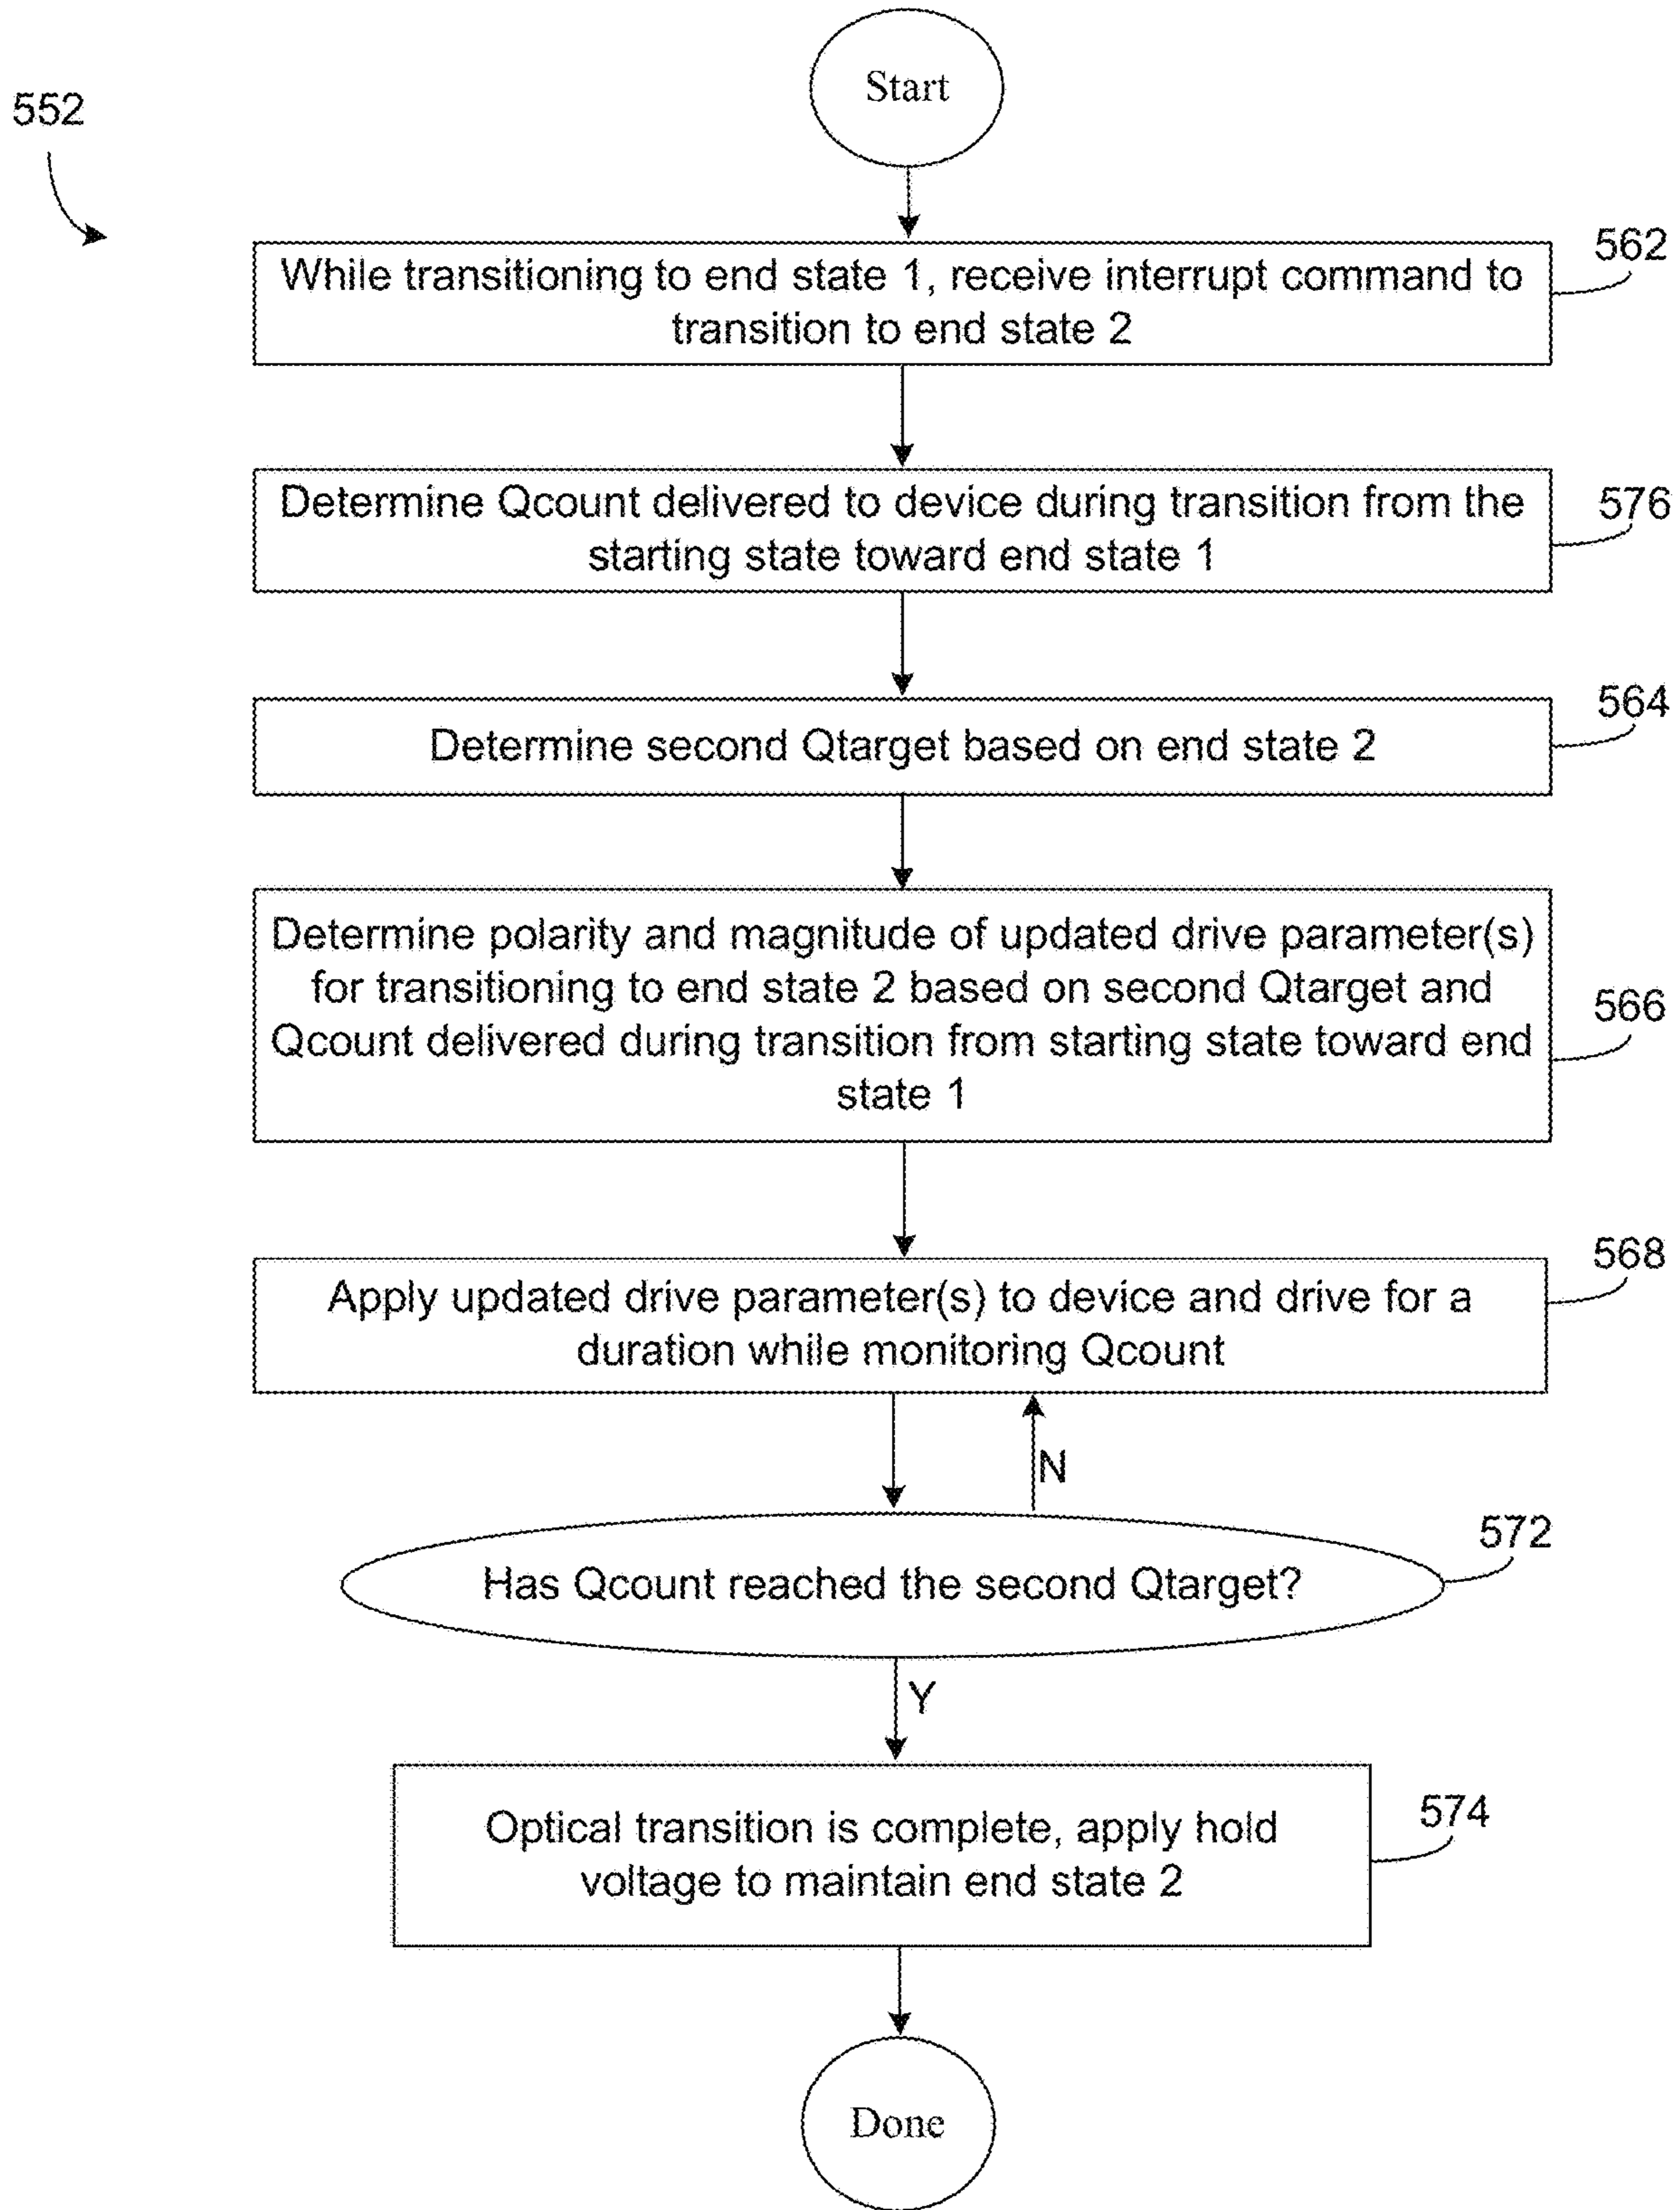 Start
552
While transitioning to end state 1, receive interrupt command to
transition to end state 2
562
Determine Qcount delivered to device during transition from the
starting state toward end state 1
576
Determine second Qtarget based on end state 2
564
Determine polarity and magnitude of updated drive parameter(s)
for transitioning to end state 2 based on second Qtarget and
Qcount delivered during transition from starting state toward end
state 1
566
Apply updated drive parameter(s) to device and drive for a
duration while monitoring Qcount
568
N
Has Qcount reached the second Qtarget?
572
Y
Optical transition is complete, apply hold
voltage to maintain end state 2
574
Done